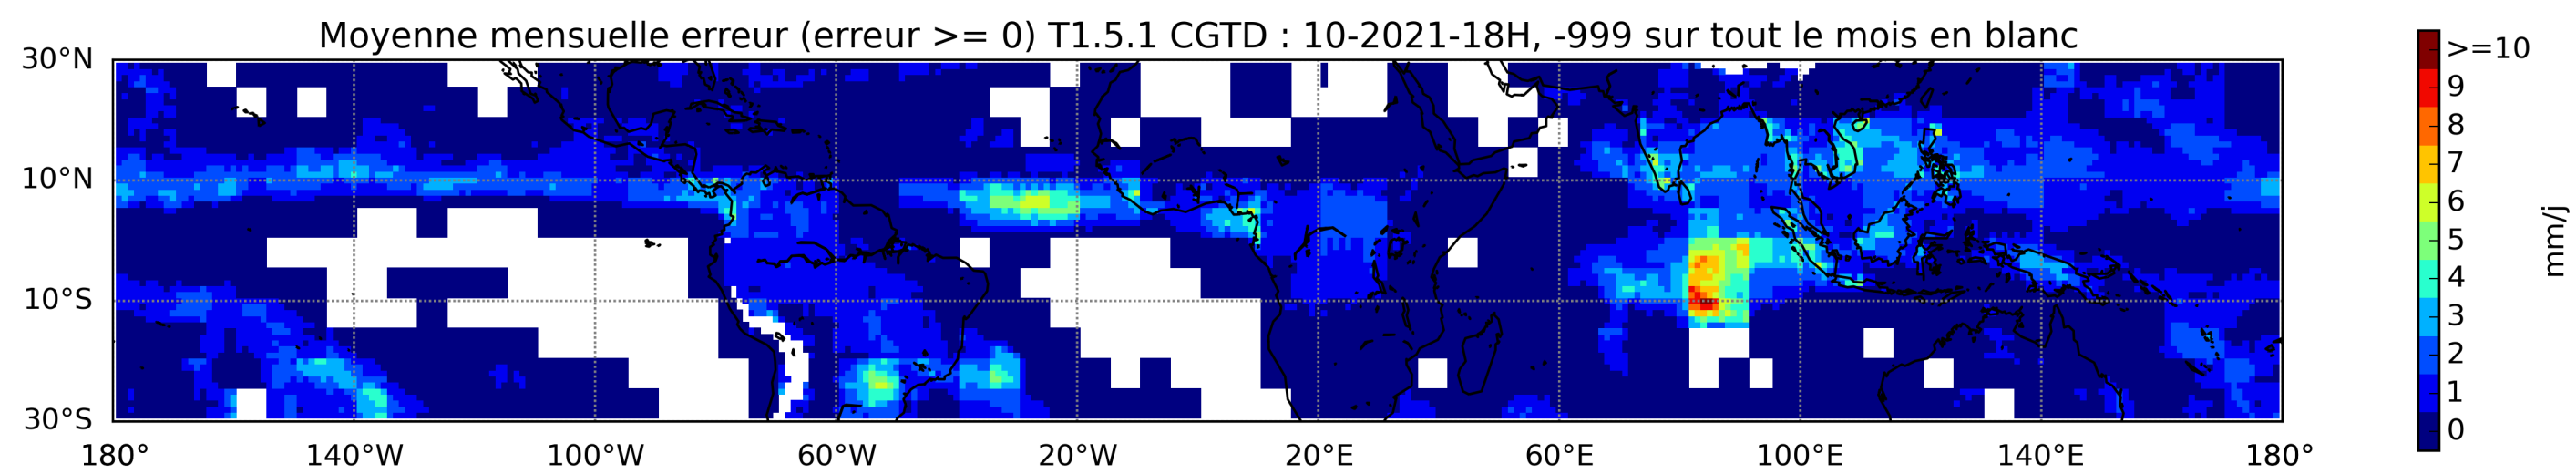 Moyenne mensuelle erreur (erreur >= 0) T1.5.1 CGTD : 10-2021-18H, -999 sur tout le mois en blanc
30°N
10°N
10°S
30°S
180° 140°W 100°W 60°W 20°W 20°E 60°E 100°E 140°E 180°
>=10
9
8
7
6
5
4
3
2
1
0
mm/j